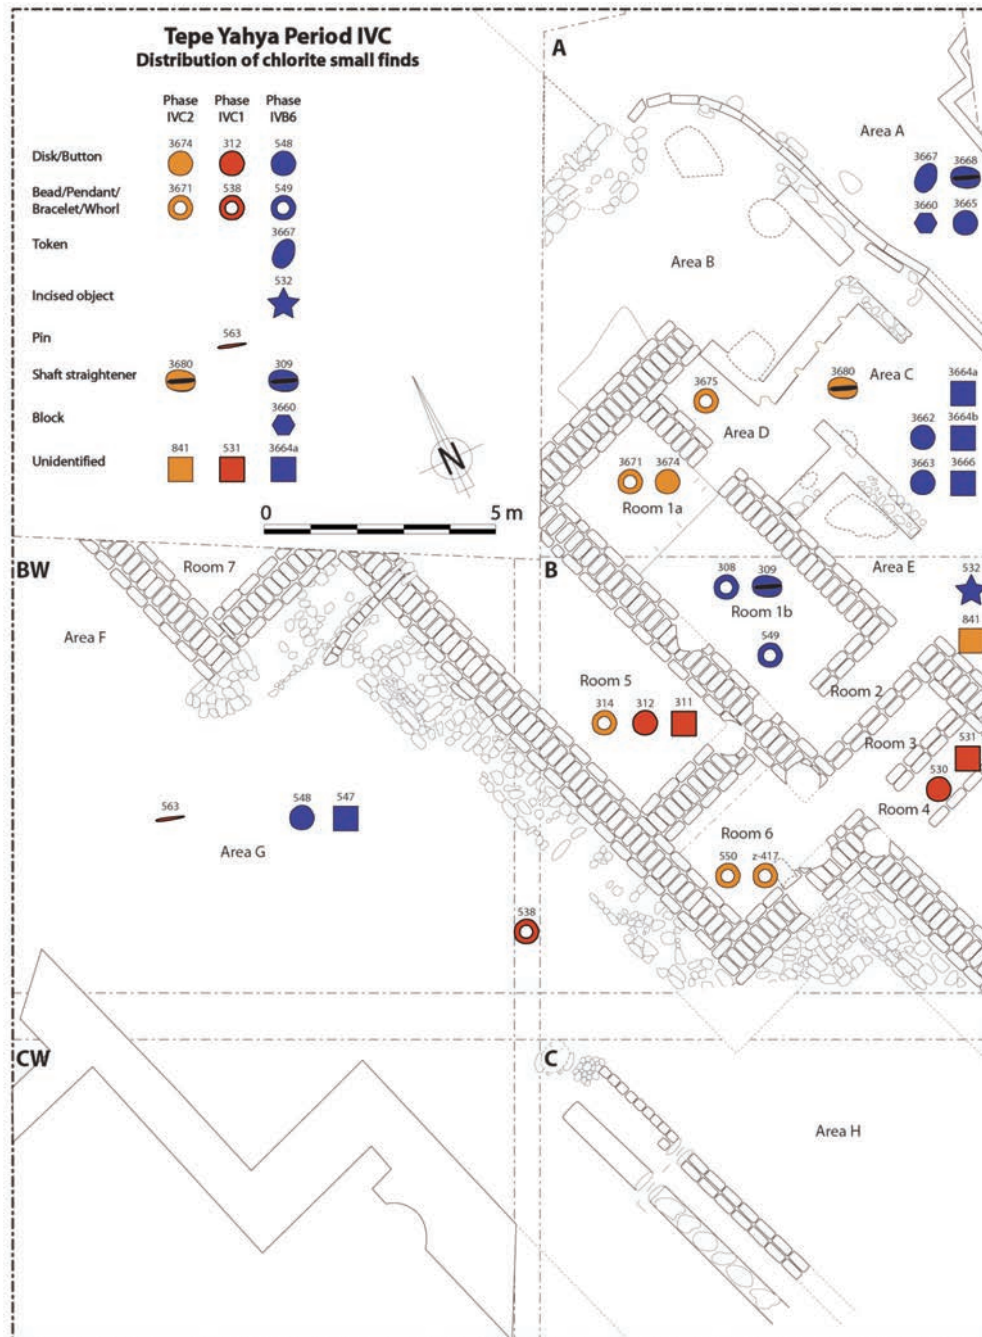 Tepe Yahya Period IVC
Distribution of chlorite small finds
Phase IVC2
Phase IVC1
Phase IVB6
Disk/Button
3674 312 548
Bead/Pendant/
Bracelet/Whorl
3671 538 549
Token
3667
Incised object
532
Pin
563
Shaft straightener
3680 309
Block
3660
Unidentified
841 531 3664a
N
0 5 m
A
Area A
3667 3668
3660 3665
Area B
Area C
3680 3664a
3675
Area D
3662 3664b
3671 3674
3663 3666
Room 1a
BW
Room 7
B
Area E
308 309
532
Room 1b
Area F
841
549
Room 5
Room 2
314 312 311
Room 3
531
530
Room 4
563 548 547
Area G
Room 6
550 z-417
538
CW
C
Area H